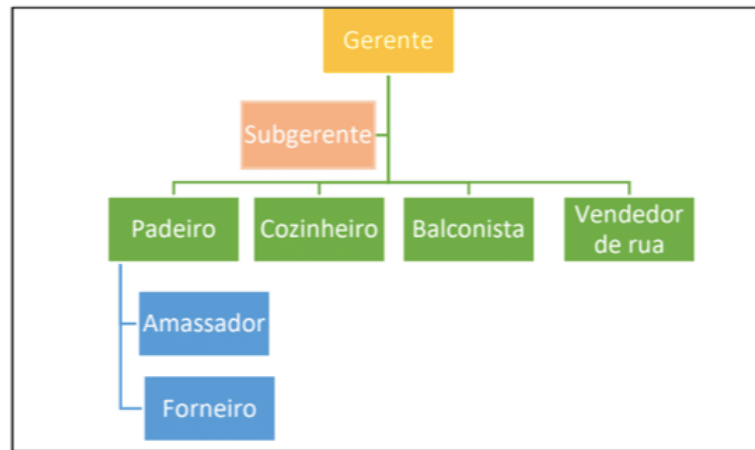 Gerente
Subgerente
Padeiro
Cozinheiro
Balconista
Vendedor
de rua
Amassador
Forneiro